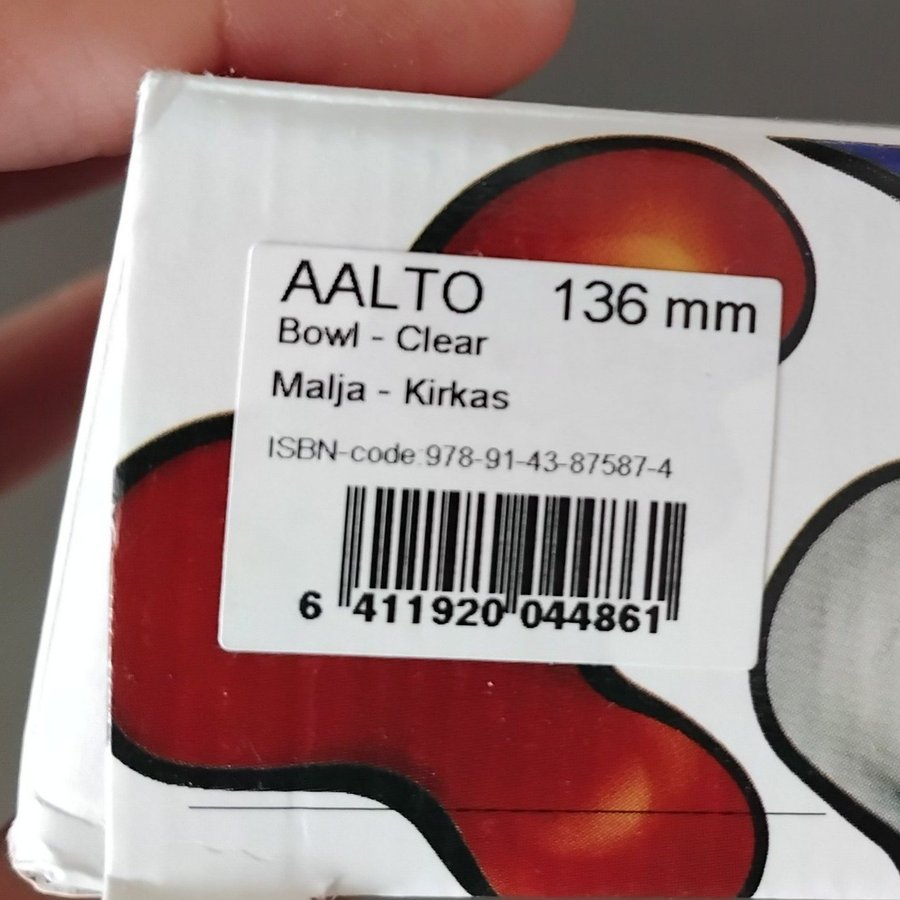 AALTO 136 mm
Bowl - Clear
Malja - Kirkas
ISBN-code:978-91-43-87587-4
6 411920 044861